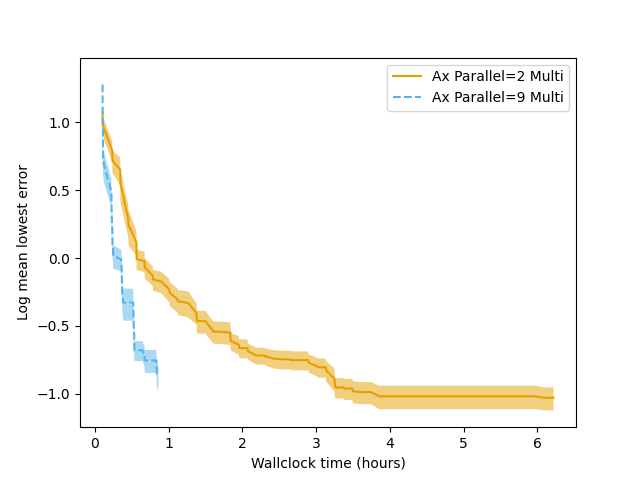 Ax Parallel=2 Multi
Ax Parallel=9 Multi
Log mean lowest error
1.0
0.5
0.0
−0.5
−1.0
0 1 2 3 4 5 6
Wallclock time (hours)